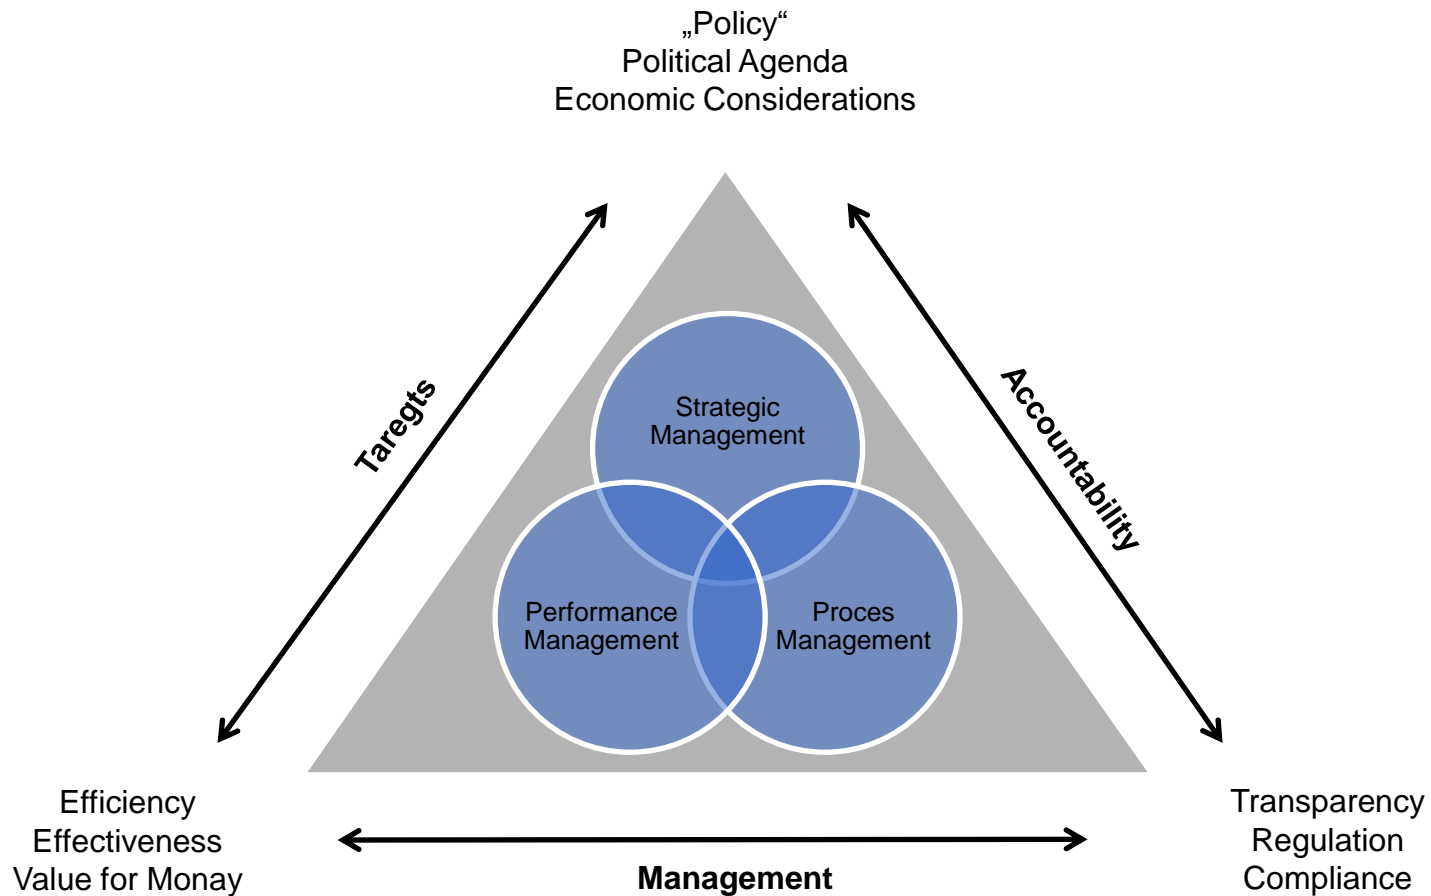 „Policy“
Political Agenda
Economic Considerations
Taregts
Accountability
Strategic
Management
Performance
Management
Proces
Management
Efficiency
Effectiveness
Value for Monay
Management
Transparency
Regulation
Compliance